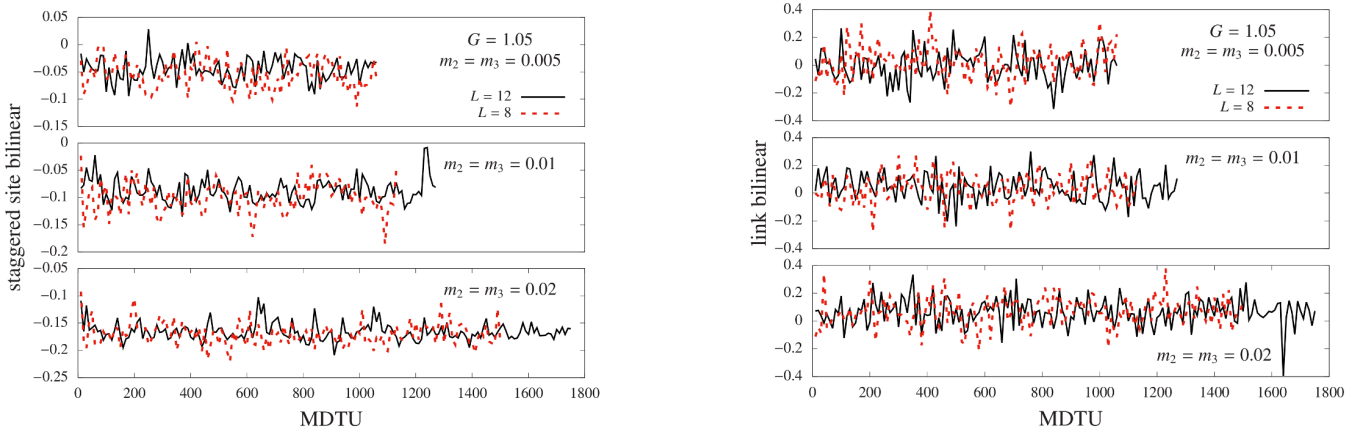 staggered site bilinear
0.05
0
−0.05
−0.1
−0.15
G = 1.05
m2 = m3 = 0.005
L = 12
L = 8
0
−0.05
−0.1
−0.15
−0.2
m2 = m3 = 0.01
−0.05
−0.1
−0.15
−0.2
−0.25
m2 = m3 = 0.02
0 200 400 600 800 1000 1200 1400 1600 1800
MDTU
link bilinear
0.4
0.2
0
−0.2
−0.4
G = 1.05
m2 = m3 = 0.005
L = 12
L = 8
0.4
0.2
0
−0.2
−0.4
m2 = m3 = 0.01
0.4
0.2
0
−0.2
−0.4
m2 = m3 = 0.02
0 200 400 600 800 1000 1200 1400 1600 1800
MDTU